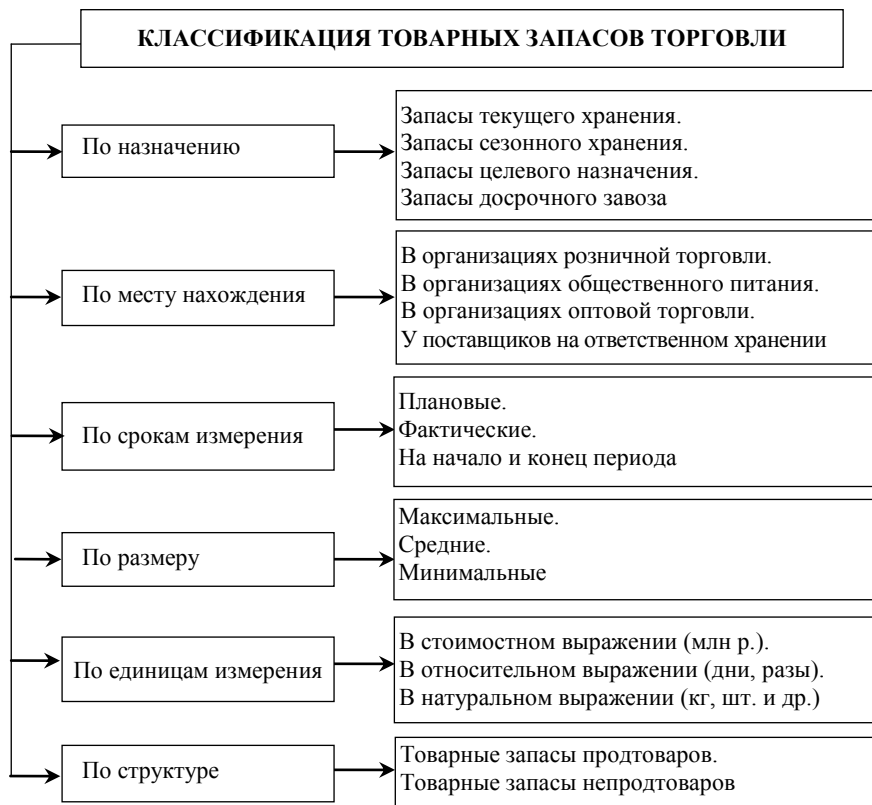 КЛАССИФИКАЦИЯ ТОВАРНЫХ ЗАПАСОВ ТОРГОВЛИ
По назначению
Запасы текущего хранения.
Запасы сезонного хранения.
Запасы целевого назначения.
Запасы досрочного завоза
По месту нахождения
В организациях розничной торговли.
В организациях общественного питания.
В организациях оптовой торговли.
У поставщиков на ответственном хранении
По срокам измерения
Плановые.
Фактические.
На начало и конец периода
По размеру
Максимальные.
Средние.
Минимальные
По единицам измерения
В стоимостном выражении (млн р.).
В относительном выражении (дни, разы).
В натуральном выражении (кг, шт. и др.)
По структуре
Товарные запасы продтоваров.
Товарные запасы непродтоваров